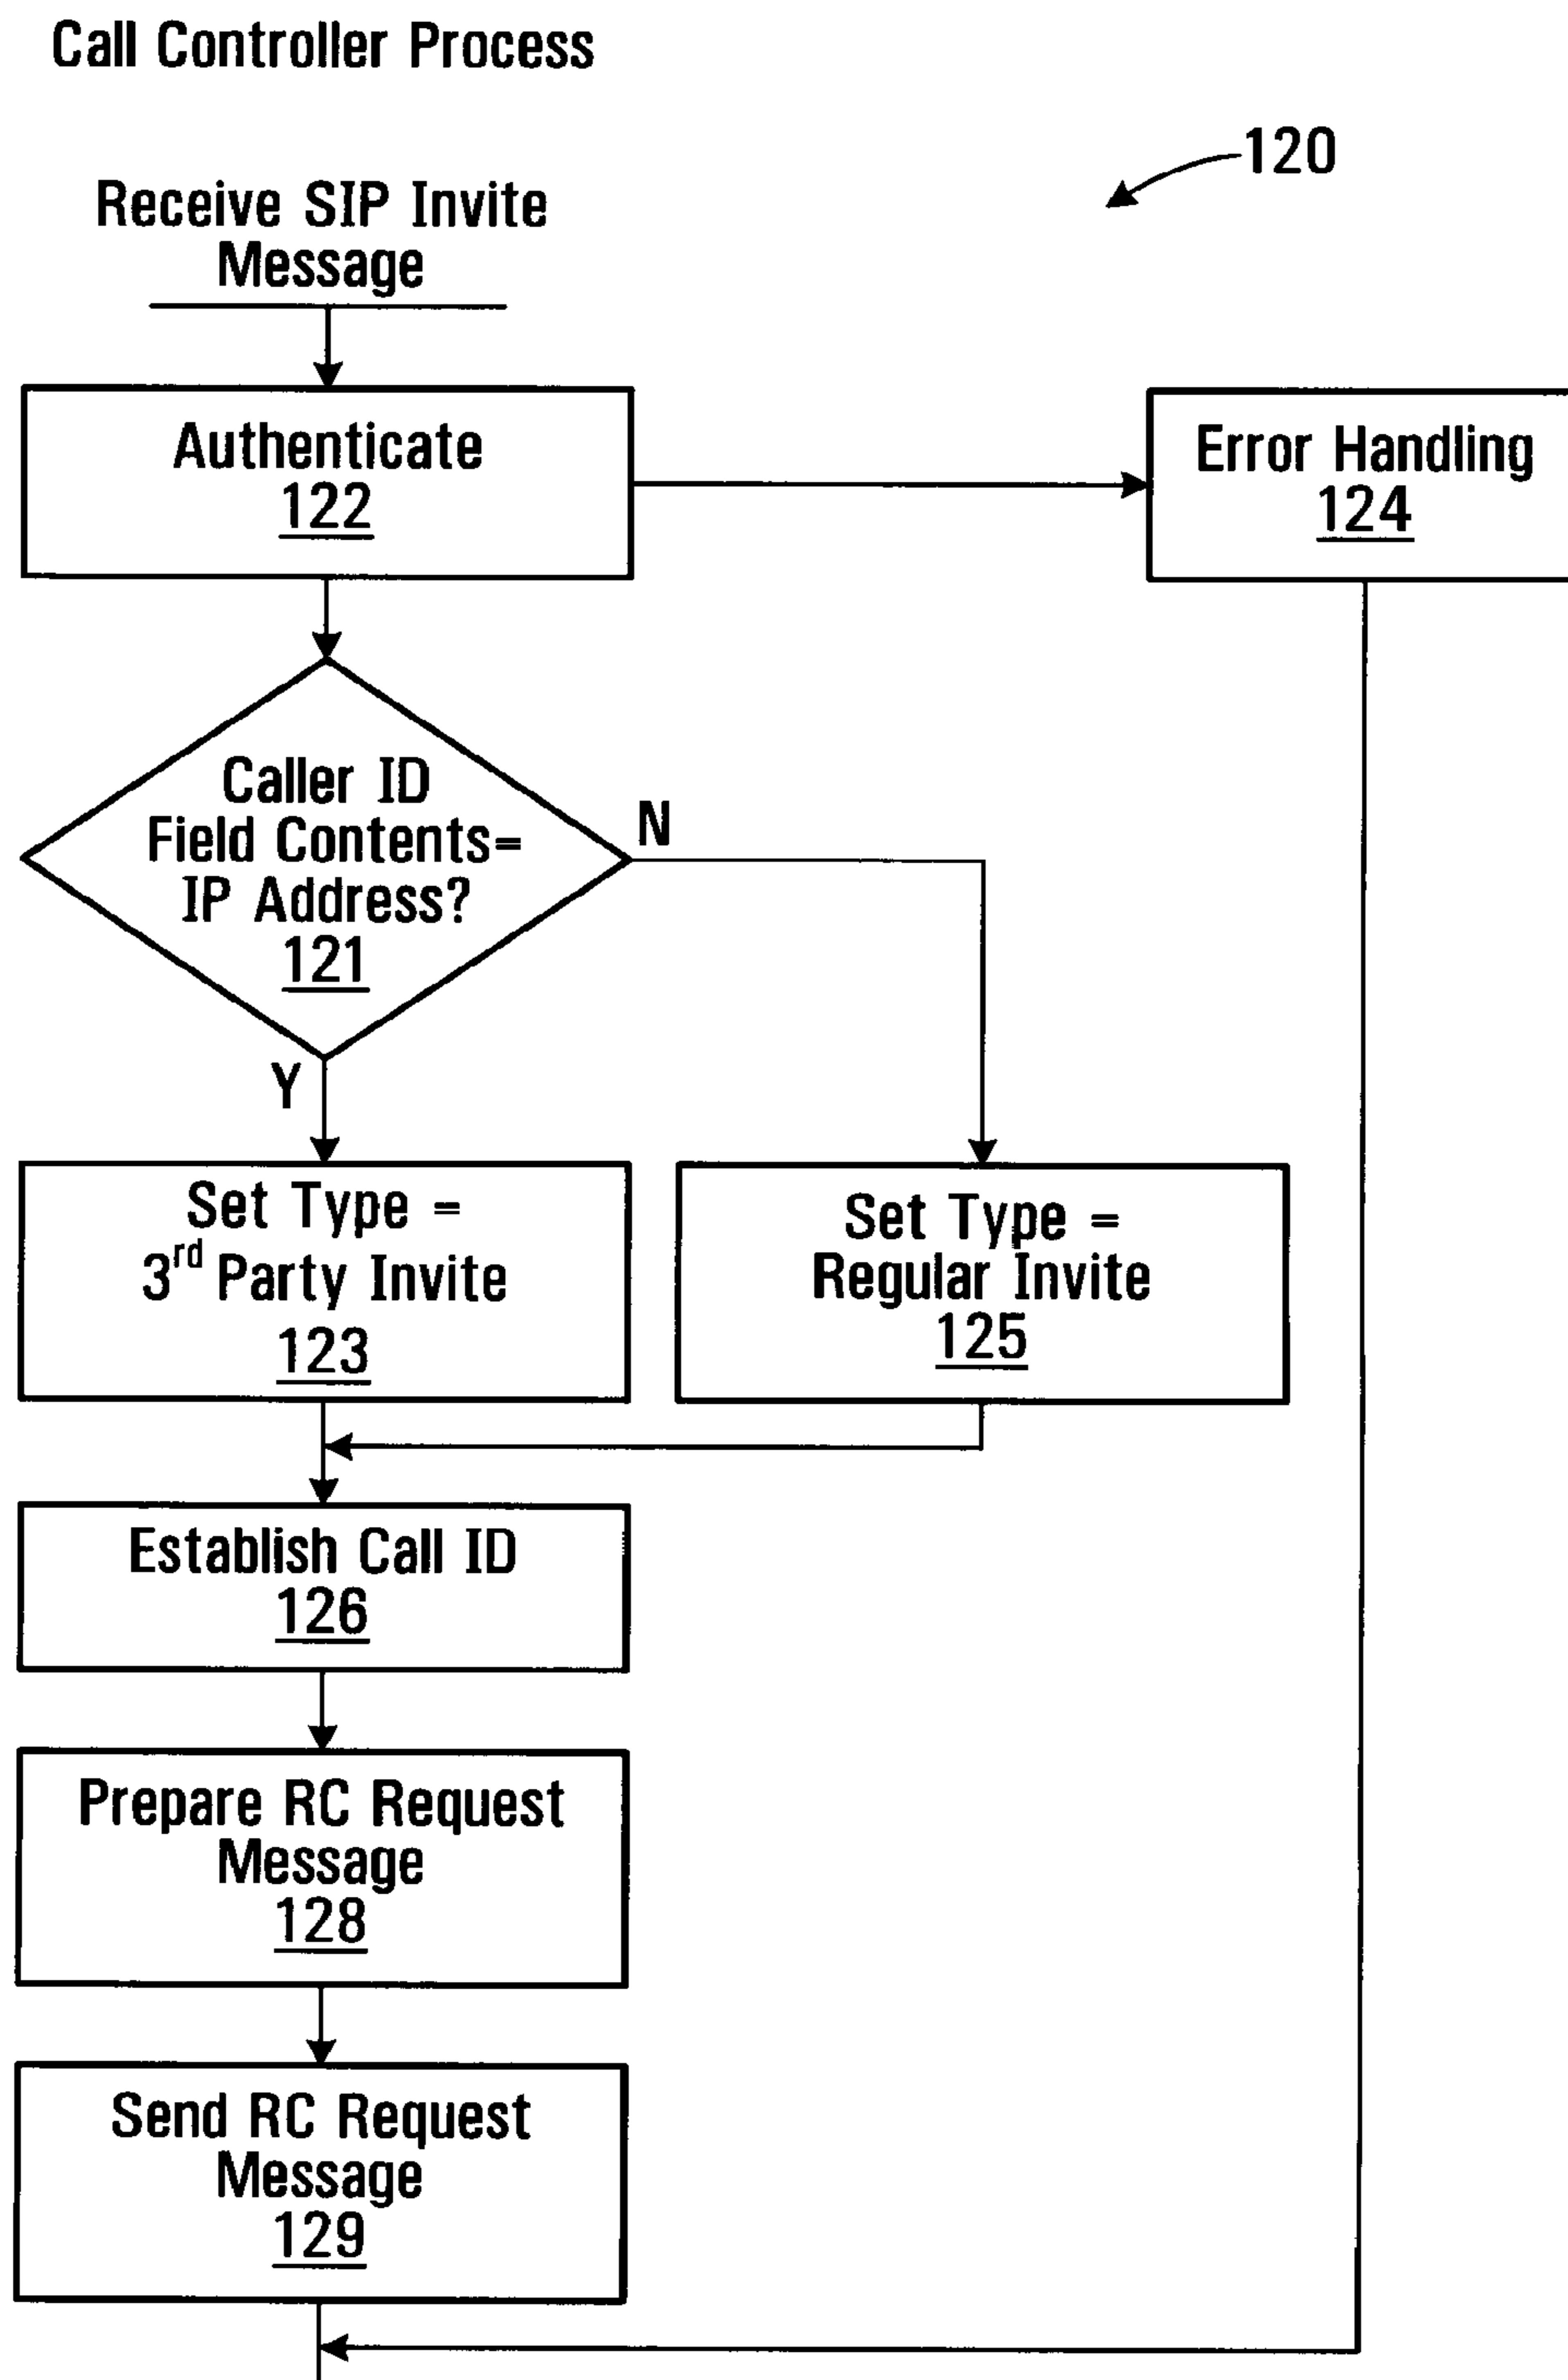 Call Controller Process
120
Receive SIP Invite
Message
Authenticate
122
Error Handling
124
Caller ID
Field Contents=
IP Address?
121
N
Y
Set Type =
3rd Party Invite
123
Set Type =
Regular Invite
125
Establish Call ID
126
Prepare RC Request
Message
128
Send RC Request
Message
129